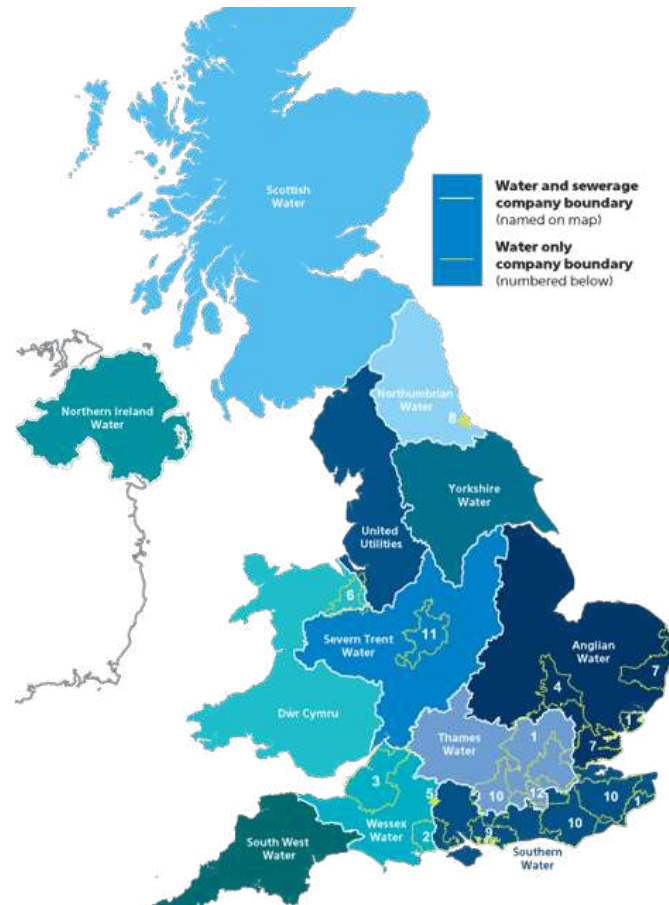 Scottish
Water
Water and sewerage
company boundary
(named on map)
Water only
company boundary
(numbered below)
Northumbrian
Water
8
Northern Ireland
Water
Yorkshire
Water
United
Utilities
6
Severn Trent
Water
11
Anglian
Water
7
4
Dwr Cymru
Thames
Water
1
1
7
3
5
10
12
10
10
1
Wessex
Water
2
9
South West
Water
Southern
Water